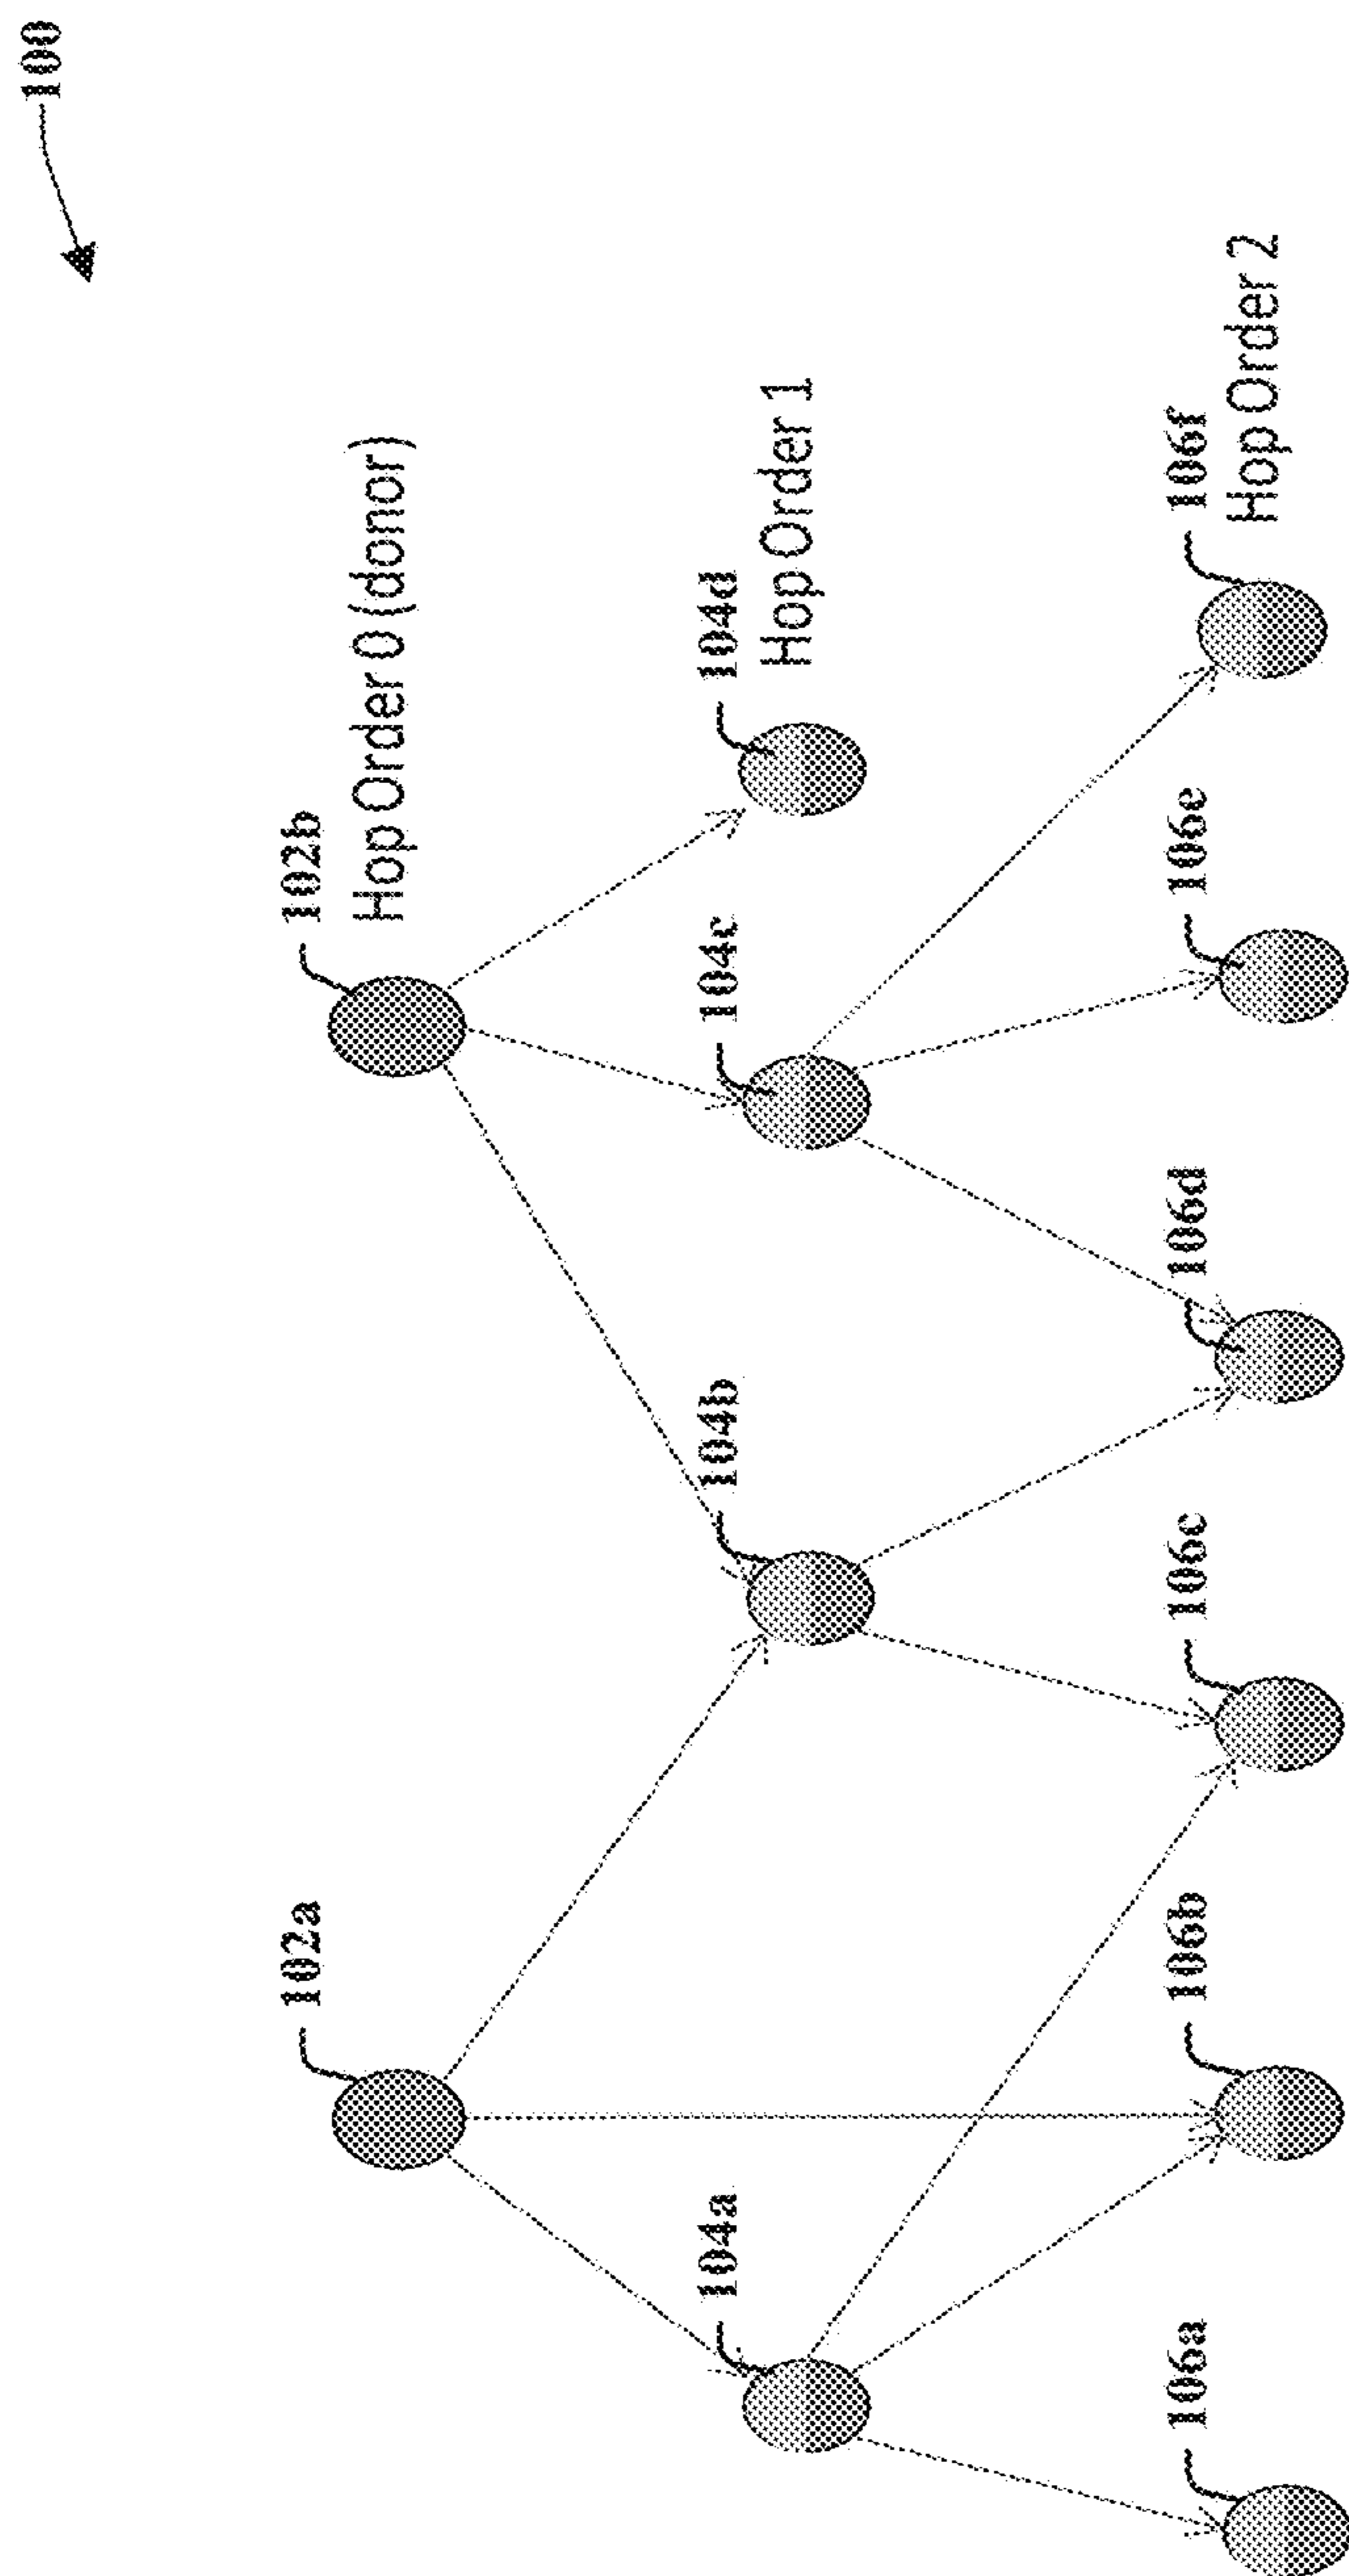 100
102a
102b
Hop Order 0 (donor)
104a
104b
104c
104d
Hop Order 1
106a
106b
106c
106d
106e
106f
Hop Order 2